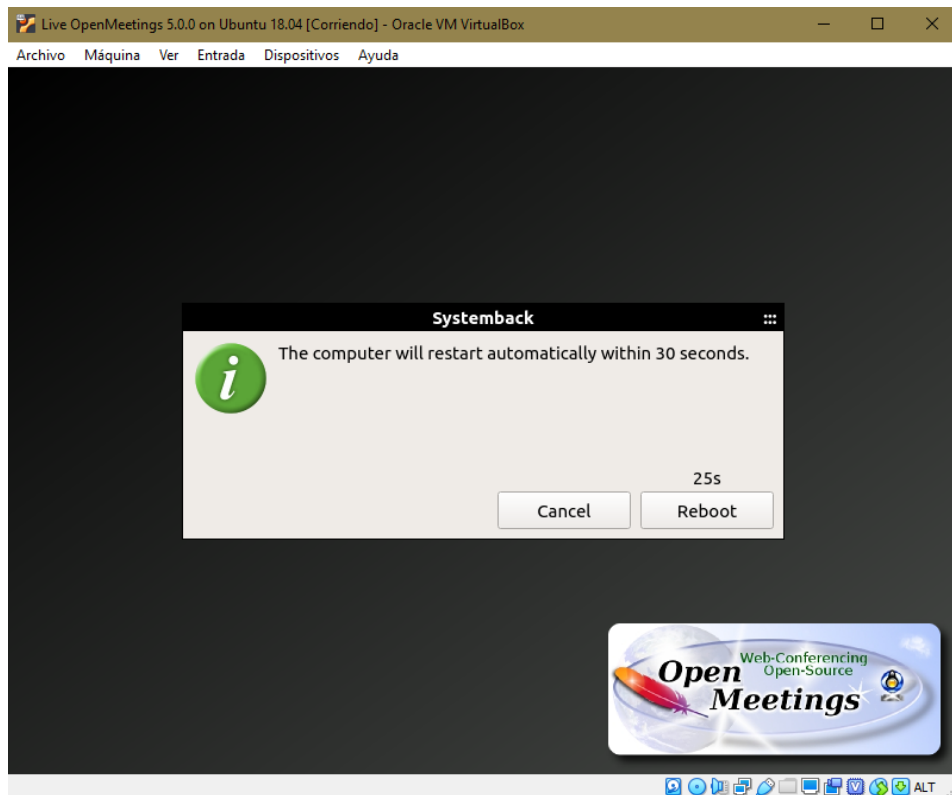 Live OpenMeetings 5.0.0 on Ubuntu 18.04 [Corriendo] - Oracle VM VirtualBox
Archivo Máquina Ver Entrada Dispositivos Ayuda
Systemback
The computer will restart automatically within 30 seconds.
25s
Cancel Reboot
Web-Conferencing
Open Open-Source
Meetings
ALT